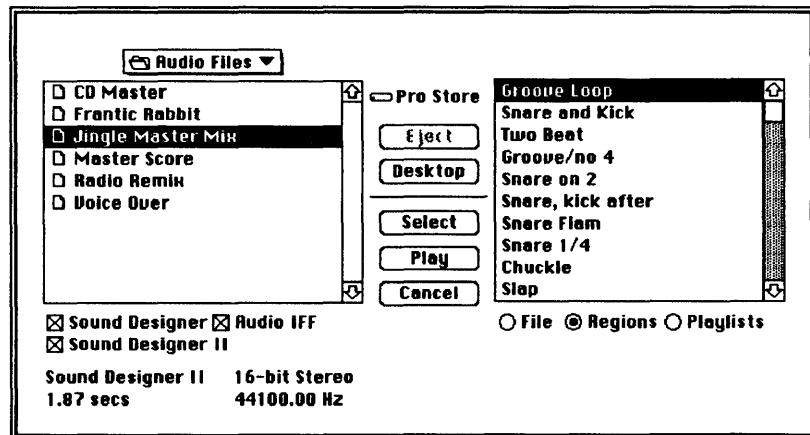 Audio Files
CD Master
Frantic Rabbit
Jingle Master Mix
Master Score
Radio Remix
Voice Over
Pro Store
Eject
Desktop
Select
Play
Cancel
Groove Loop
Snare and Kick
Two Beat
Groove/no 4
Snare on 2
Snare, kick after
Snare Flam
Snare 1/4
Chuckle
Slap
Sound Designer Audio IFF
Sound Designer II
File Regions Playlists
Sound Designer II 16-bit Stereo
1.87 secs 44100.00 Hz